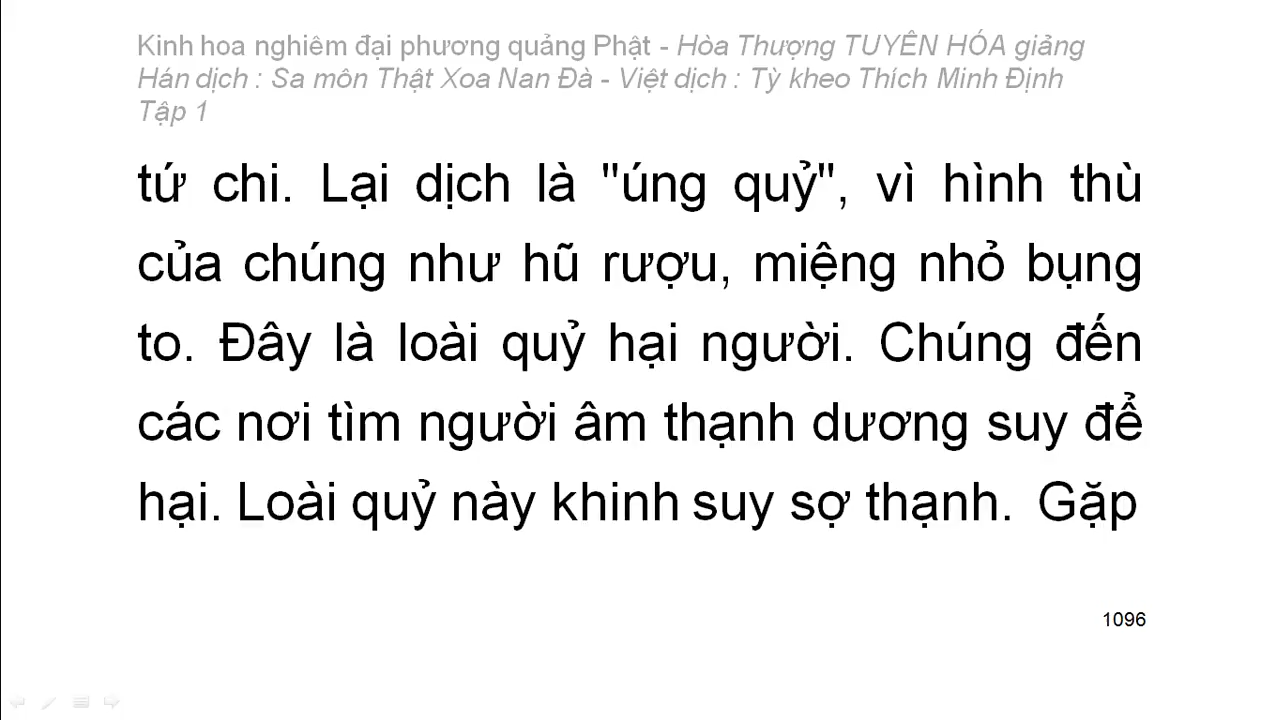 Kinh hoa nghiêm đại phương quảng Phật - Hòa Thượng TUYÊN HÓA giảng
Hán dịch : Sa môn Thật Xoa Nan Đà - Việt dịch : Tỳ kheo Thích Minh Định
Tập 1
tứ chi. Lại dịch là "úng quỷ", vì hình thù
của chúng như hũ rượu, miệng nhỏ bụng
to. Đây là loài quỷ hại người. Chúng đến
các nơi tìm người âm thạnh dương suy để
hại. Loài quỷ này khinh suy sợ thạnh. Gặp
1096